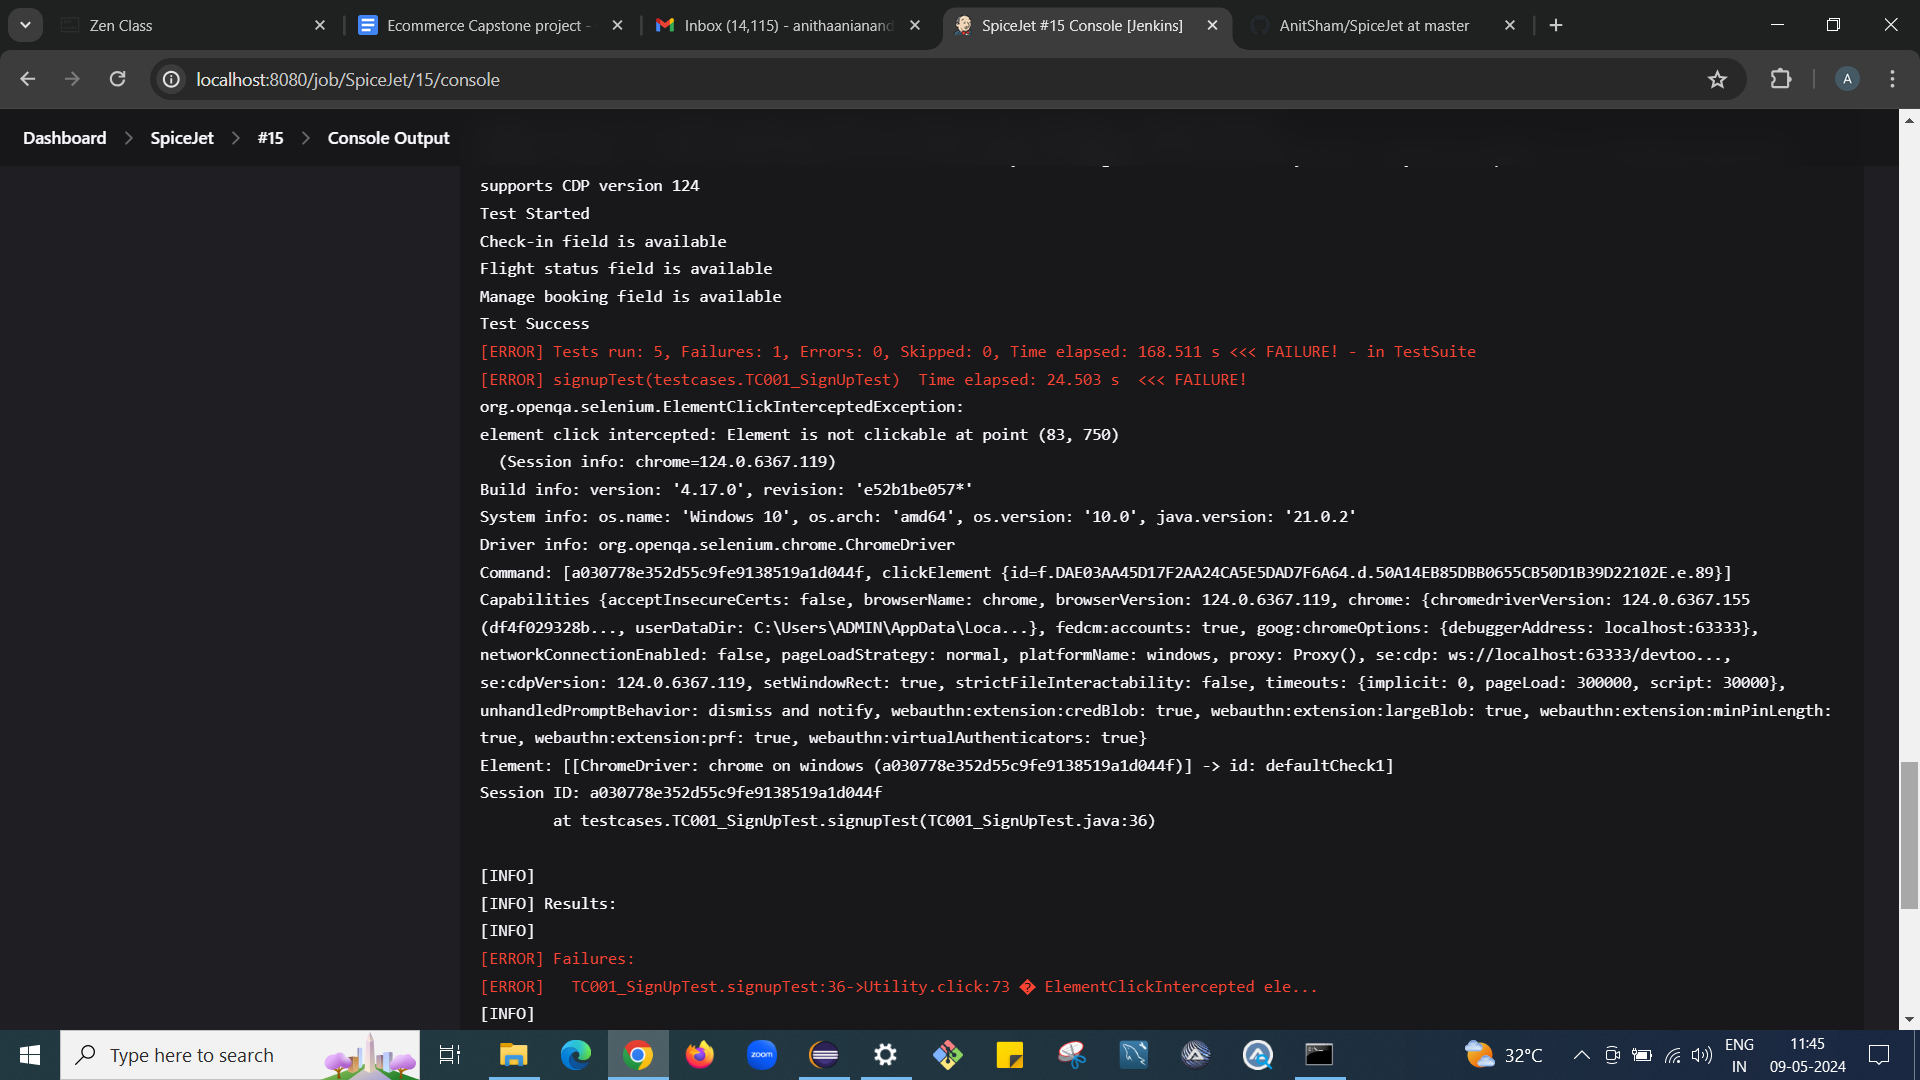 Zen Class
Ecommerce Capstone project -
Inbox (14,115) - anithaanianand
SpiceJet #15 Console [Jenkins]
AnitSham/SpiceJet at master
localhost:8080/job/SpiceJet/15/console
A
Dashboard > SpiceJet > #15 > Console Output
supports CDP version 124
Test Started
Check-in field is available
Flight status field is available
Manage booking field is available
Test Success
[ERROR] Tests run: 5, Failures: 1, Errors: 0, Skipped: 0, Time elapsed: 168.511 s <<< FAILURE! - in TestSuite
[ERROR] signupTest(testcases.TC001_SignUpTest)  Time elapsed: 24.503 s  <<< FAILURE!
org.openqa.selenium.ElementClickInterceptedException:
element click intercepted: Element is not clickable at point (83, 750)
(Session info: chrome=124.0.6367.119)
Build info: version: '4.17.0', revision: 'e52b1be057*'
System info: os.name: 'Windows 10', os.arch: 'amd64', os.version: '10.0', java.version: '21.0.2'
Driver info: org.openqa.selenium.chrome.ChromeDriver
Command: [a030778e352d55c9fe9138519a1d044f, clickElement {id=f.DAE03AA45D17F2AA24CA5E5DAD7F6A64.d.50A14EB85DBB0655CB50D1B39D22102E.e.89}]
Capabilities {acceptInsecureCerts: false, browserName: chrome, browserVersion: 124.0.6367.119, chrome: {chromedriverVersion: 124.0.6367.155
(df4f029328b..., userDataDir: C:\Users\ADMIN\AppData\Loca...}, fedcm:accounts: true, goog:chromeOptions: {debuggerAddress: localhost:63333},
networkConnectionEnabled: false, pageLoadStrategy: normal, platformName: windows, proxy: Proxy(), se:cdp: ws://localhost:63333/devtoo...,
se:cdpVersion: 124.0.6367.119, setWindowRect: true, strictFileInteractability: false, timeouts: {implicit: 0, pageLoad: 300000, script: 30000},
unhandledPromptBehavior: dismiss and notify, webauthn:extension:credBlob: true, webauthn:extension:largeBlob: true, webauthn:extension:minPinLength:
true, webauthn:extension:prf: true, webauthn:virtualAuthenticators: true}
Element: [[ChromeDriver: chrome on windows (a030778e352d55c9fe9138519a1d044f)] -> id: defaultCheck1]
Session ID: a030778e352d55c9fe9138519a1d044f
at testcases.TC001_SignUpTest.signupTest(TC001_SignUpTest.java:36)
[INFO]
[INFO] Results:
[INFO]
[ERROR] Failures:
[ERROR]   TC001_SignUpTest.signupTest:36->Utility.click:73 � ElementClickIntercepted ele...
[INFO]
Type here to search
zoom
32°C
ENG
IN
11:45
09-05-2024